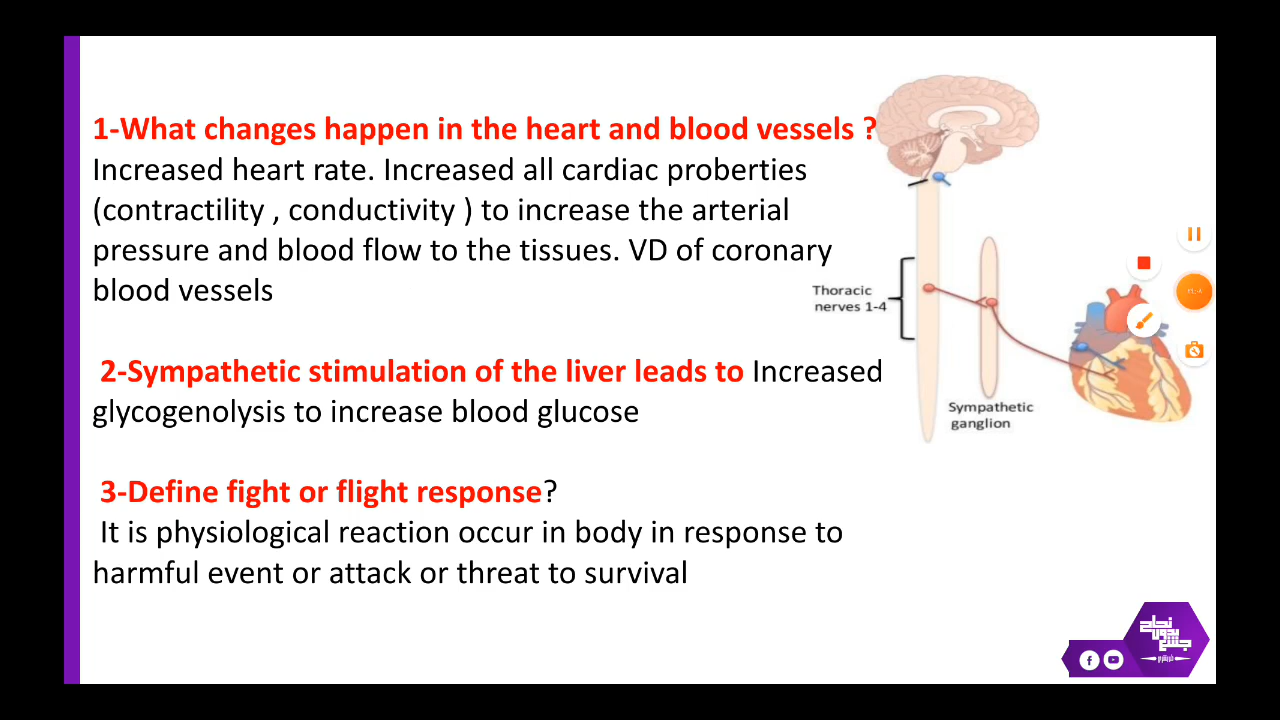 1-What changes happen in the heart and blood vessels ?
Increased heart rate. Increased all cardiac proberties
(contractility , conductivity ) to increase the arterial
pressure and blood flow to the tissues. VD of coronary
blood vessels
2-Sympathetic stimulation of the liver leads to Increased
glycogenolysis to increase blood glucose
3-Define fight or flight response?
It is physiological reaction occur in body in response to
harmful event or attack or threat to survival
Thoracic
nerves 1-4
Sympathetic
ganglion